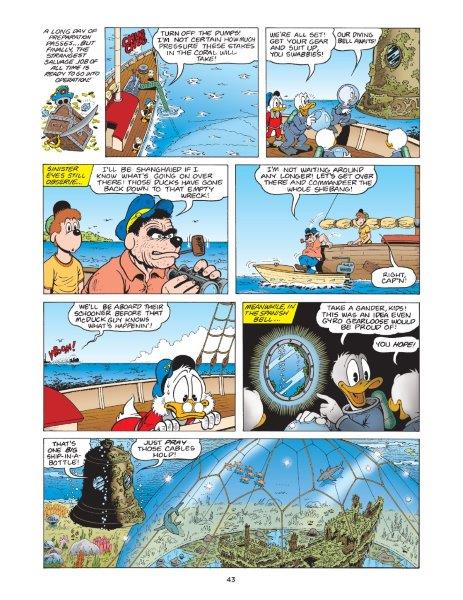 A LONG DAY OF
PREPARATION
PASSES... BUT
FINALLY, THE
STRANGEST
SALVAGE JOB OF
ALL TIME IS
READY TO GO INTO
OPERATION!
TURN OFF THE PUMPS!
I'M NOT CERTAIN HOW MUCH
PRESSURE THESE STAKES
IN THE CORAL WILL
TAKE!
WE'RE ALL SET!
GET YOUR GEAR
AND SUIT UP,
YOU SWABBIES!
OUR DIVING
BELL AWAITS!
SINISTER
EYES STILL
OBSERVE...
I'LL BE SHANGHAIED IF I
KNOW WHAT'S GOING ON OVER
THERE! THOSE DUCKS HAVE GONE
BACK DOWN TO THAT EMPTY
WRECK!
I'M NOT WAITING AROUND
ANY LONGER! LET'S GET OVER
THERE AND COMMANDEER THE
WHOLE SHEBANG!
RIGHT,
CAP'N!
WE'LL BE ABOARD THEIR
SCHOONER BEFORE THAT
McDUCK GUY KNOWS
WHAT'S HAPPENIN'!
MEANWHILE, IN
THE SPANISH
BELL...
TAKE A GANDER, KIDS!
THIS WAS AN IDEA EVEN
GYRO GEARLOOSE WOULD
BE PROUD OF!
YOU HOPE!
THAT'S
ONE BIG
SHIP-IN-A-
BOTTLE!
JUST PRAY
THOSE CABLES
HOLD!
43